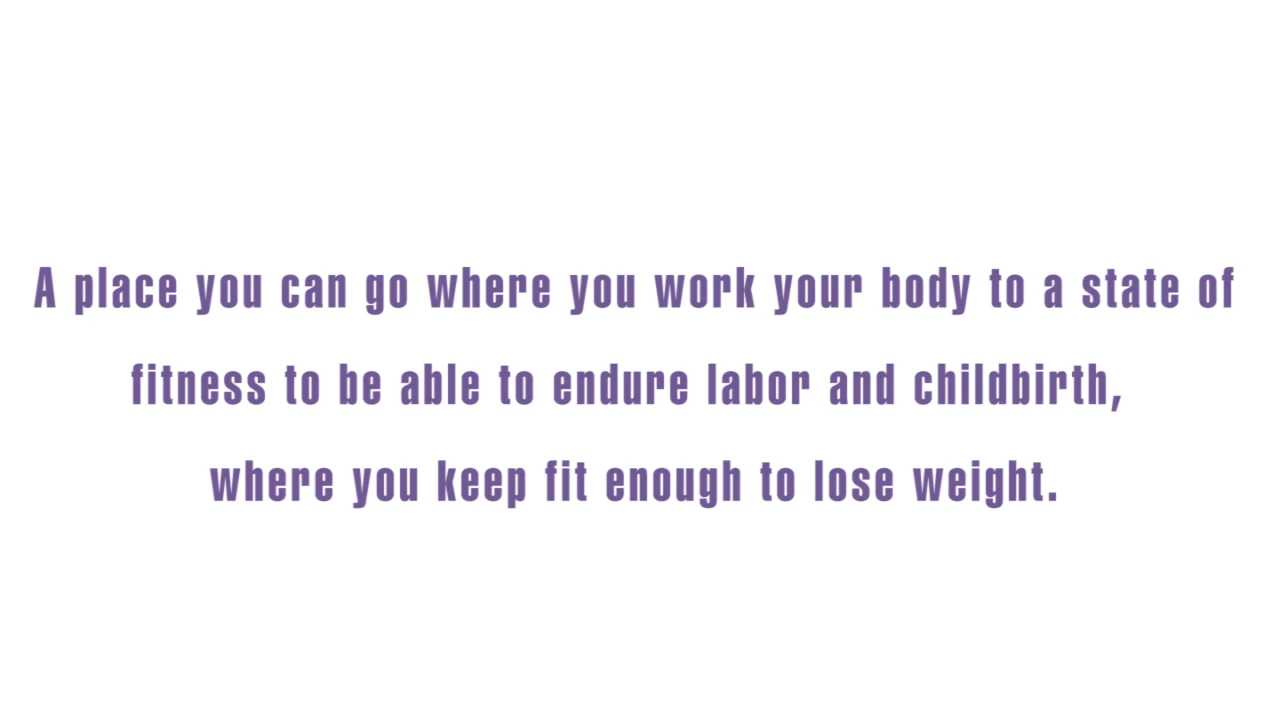 A place you can go where you work your body to a state of
fitness to be able to endure labor and childbirth,
where you keep fit enough to lose weight.